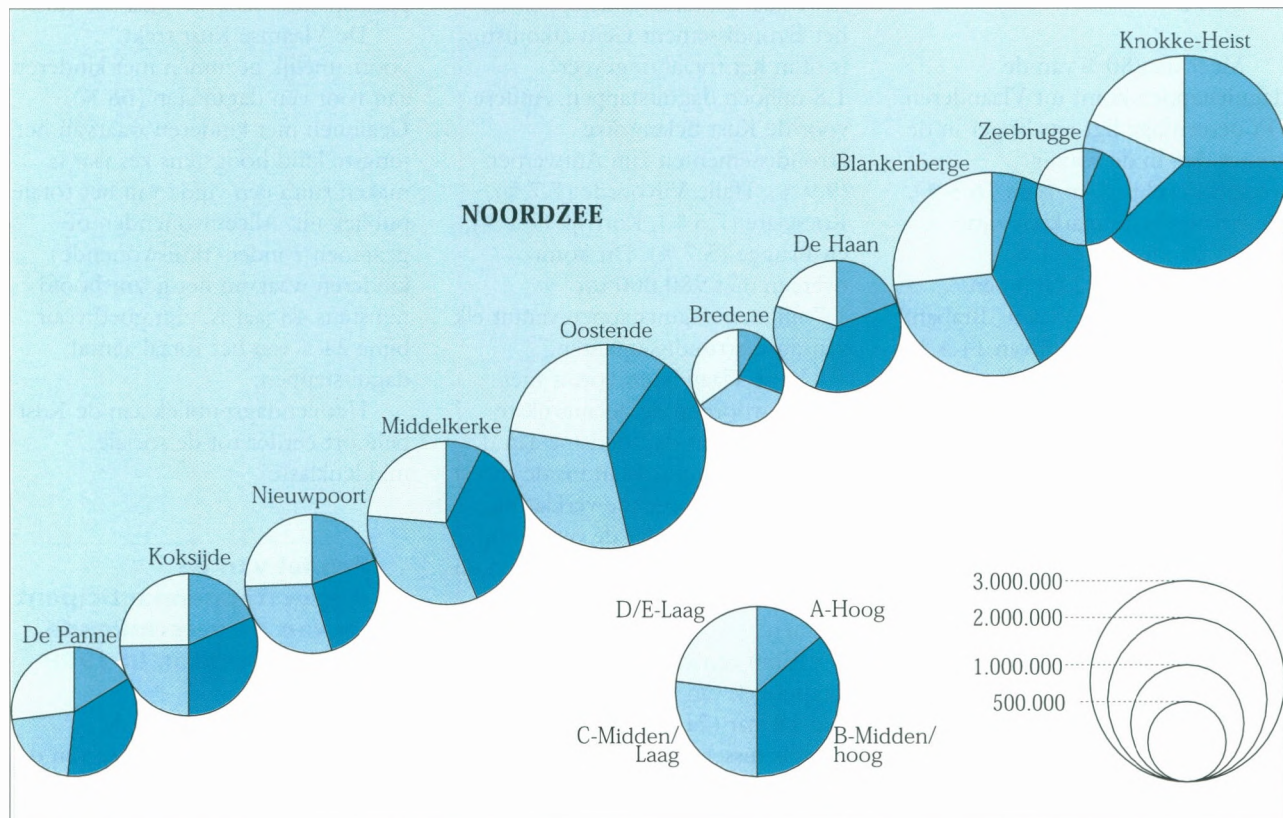 Knokke-Heist
Zeebrugge
Blankenberge
NOORDZEE
De Haan
Bredene
Oostende
Middelkerke
Nieuwpoort
Koksijde
De Panne
D/E-Laag
A-Hoog
C-Midden/
Laag
B-Midden/
hoog
3.000.000
2.000.000
1.000.000
500.000